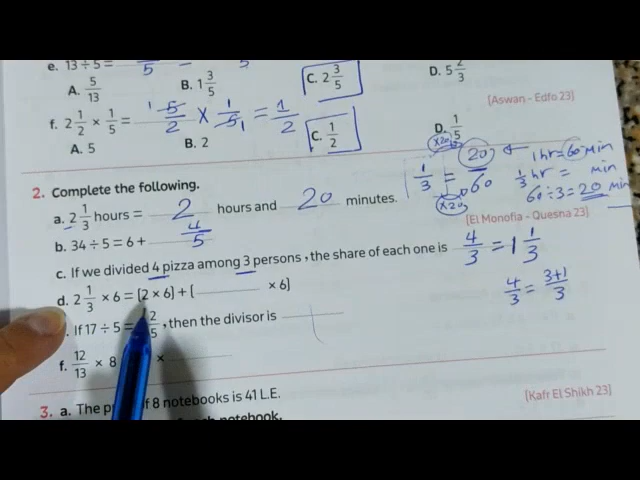 e. 13 ÷ 5 = 5
A. 5/13 B. 1 3/5 C. 2 3/5 D. 5 2/3
[Aswan - Edfo 23]
f. 2 1/2 × 1/5 = 5/2 × 1/5 = 1/2
A. 5 B. 2 C. 1/2 D. 1/5
1/3 = 20/60 ×20 ×20
1 hr = 60 min
1/3 hr = min
60 ÷ 3 = 20 min
2. Complete the following.
a. 2 1/3 hours = 2 hours and 20 minutes.
[El Monofia - Quesna 23]
b. 34 ÷ 5 = 6 + 4/5
c. If we divided 4 pizza among 3 persons, the share of each one is 4/3 = 1 1/3
4/3 = 3+1/3
d. 2 1/3 × 6 = [2 × 6] + [ × 6]
If 17 ÷ 5 = 2/5, then the divisor is
f. 12/13 × 8 ×
[Kafr El Shikh 23]
3. a. The of 8 notebooks is 41 L.E.
notebook.